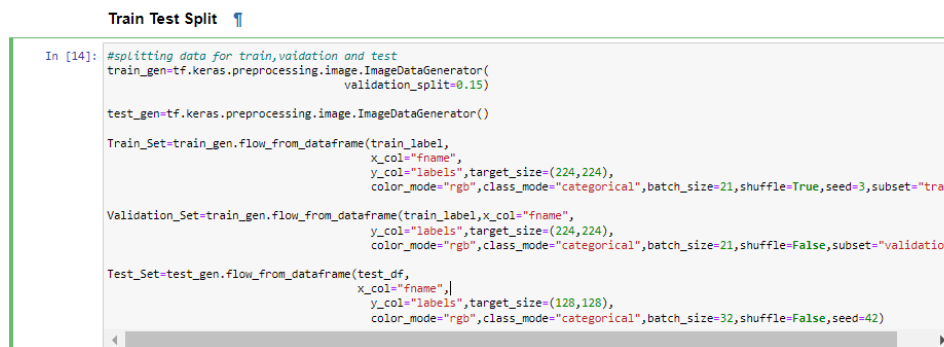 Train Test Split ¶
In [14]: #splitting data for train,vaidation and test
train_gen=tf.keras.preprocessing.image.ImageDataGenerator(
validation_split=0.15)
test_gen=tf.keras.preprocessing.image.ImageDataGenerator()
Train_Set=train_gen.flow_from_dataframe(train_label,
x_col="fname",
y_col="labels",target_size=(224,224),
color_mode="rgb",class_mode="categorical",batch_size=21,shuffle=True,seed=3,subset="tra
Validation_Set=train_gen.flow_from_dataframe(train_label,x_col="fname",
y_col="labels",target_size=(224,224),
color_mode="rgb",class_mode="categorical",batch_size=21,shuffle=False,subset="validatio
Test_Set=test_gen.flow_from_dataframe(test_df,
x_col="fname",
y_col="labels",target_size=(128,128),
color_mode="rgb",class_mode="categorical",batch_size=32,shuffle=False,seed=42)